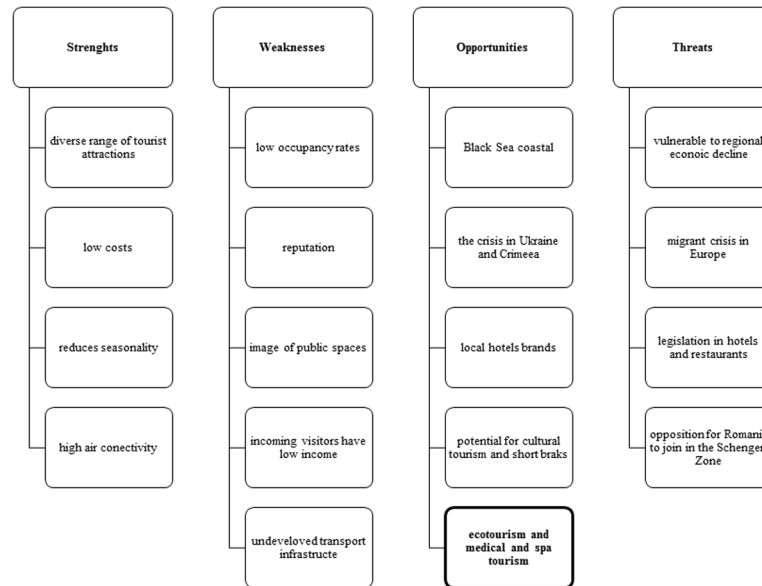 Strenghts
diverse range of tourist
attractions
low costs
reduces seasonality
high air conectivity
Weaknesses
low occupancy rates
reputation
image of public spaces
incoming visitors have
low income
undeveloved transport
infrastructe
Opportunities
Black Sea coastal
the crisis in Ukraine
and Crimeea
local hotels brands
potential for cultural
tourism and short braks
ecotourism and
medical and spa
tourism
Threats
vulnerable to regional
econoic decline
migrant crisis in
Europe
legislation in hotels
and restaurants
opposition for Romani
to join in the Schengen
Zone